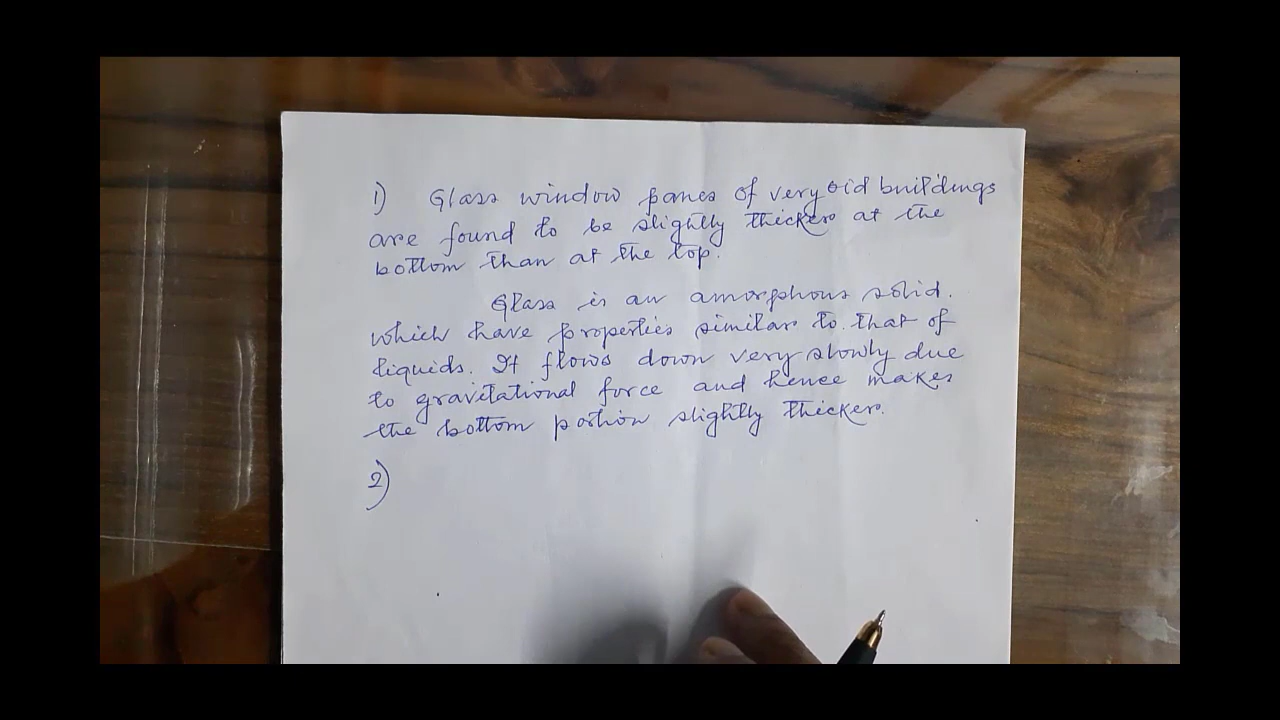 1) Glass window panes of very old buildings
are found to be slightly thicker at the
bottom than at the top.
Glass is an amorphous solid.
which have properties similar to that of
liquids. It flows down very slowly due
to gravitational force and hence makes
the bottom portion slightly thicker.
2)